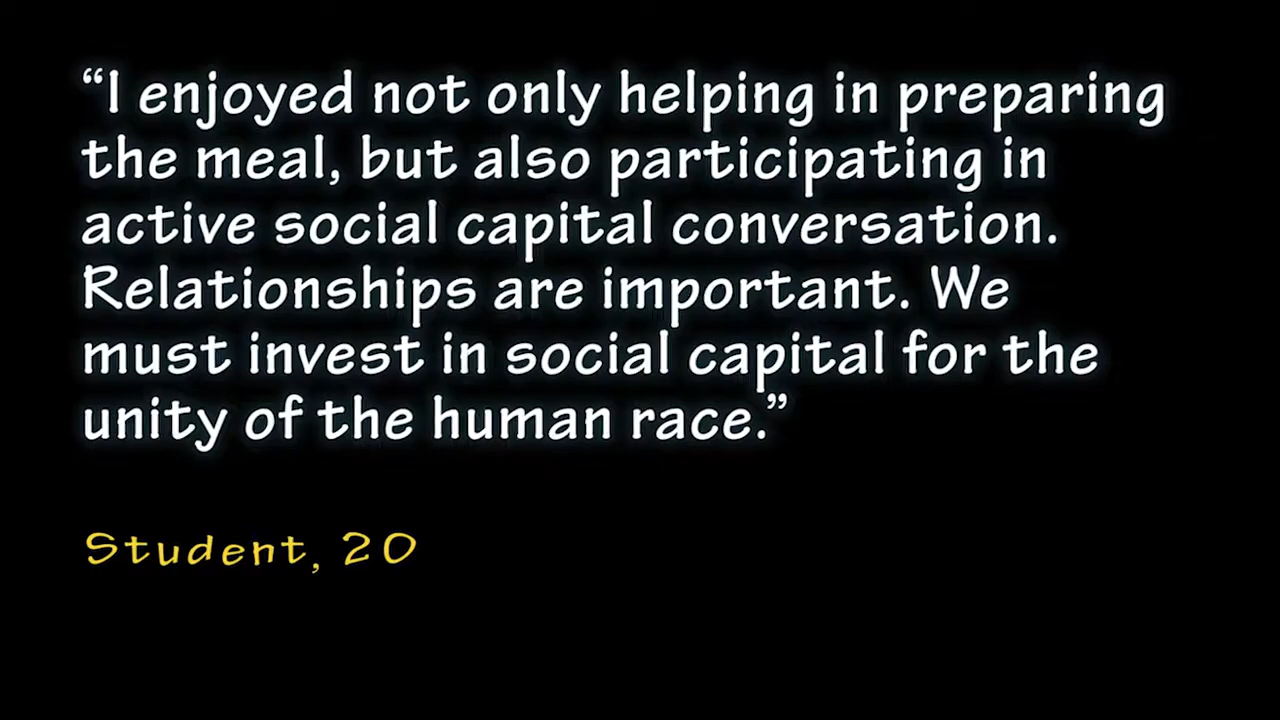 “I enjoyed not only helping in preparing
the meal, but also participating in
active social capital conversation.
Relationships are important. We
must invest in social capital for the
unity of the human race.”
Student, 20